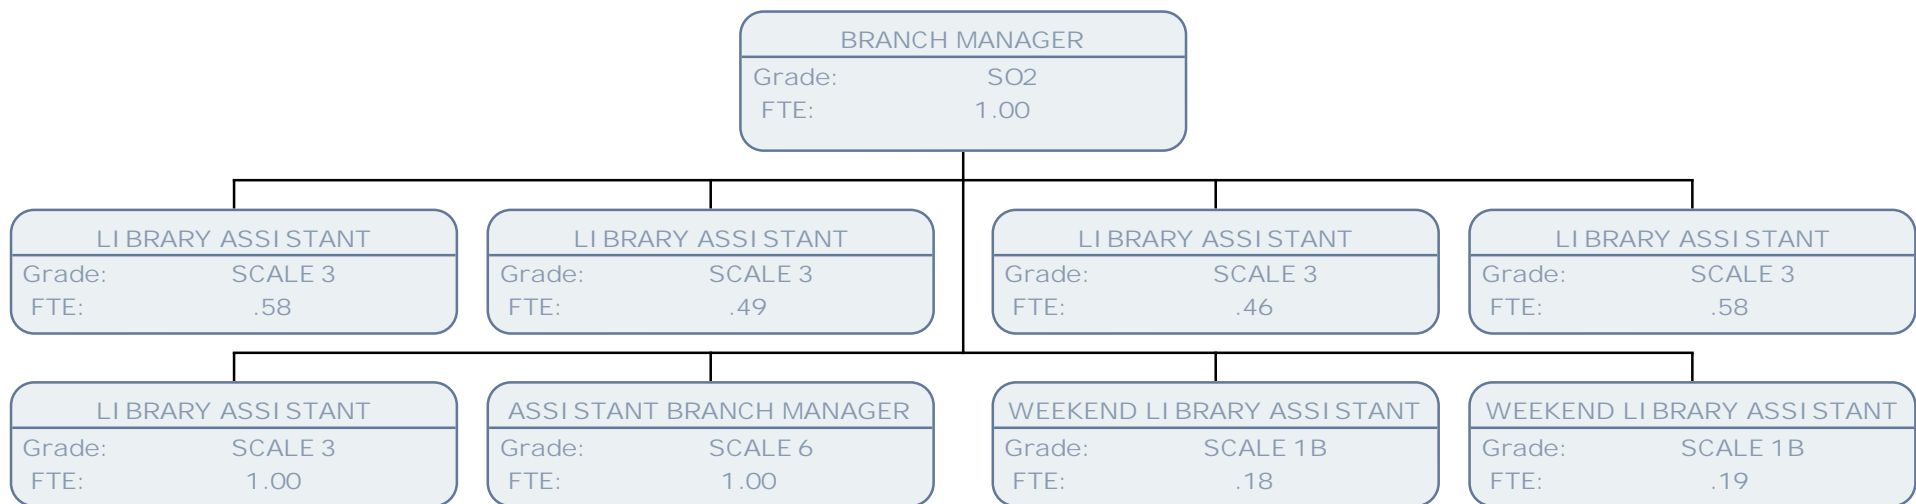 BRANCH MANAGER
Grade: SO2
FTE: 1.00
LIBRARY ASSISTANT
Grade: SCALE 3
FTE: .58
LIBRARY ASSISTANT
Grade: SCALE 3
FTE: .49
LIBRARY ASSISTANT
Grade: SCALE 3
FTE: .46
LIBRARY ASSISTANT
Grade: SCALE 3
FTE: .58
LIBRARY ASSISTANT
Grade: SCALE 3
FTE: 1.00
ASSISTANT BRANCH MANAGER
Grade: SCALE 6
FTE: 1.00
WEEKEND LIBRARY ASSISTANT
Grade: SCALE 1B
FTE: .18
WEEKEND LIBRARY ASSISTANT
Grade: SCALE 1B
FTE: .19